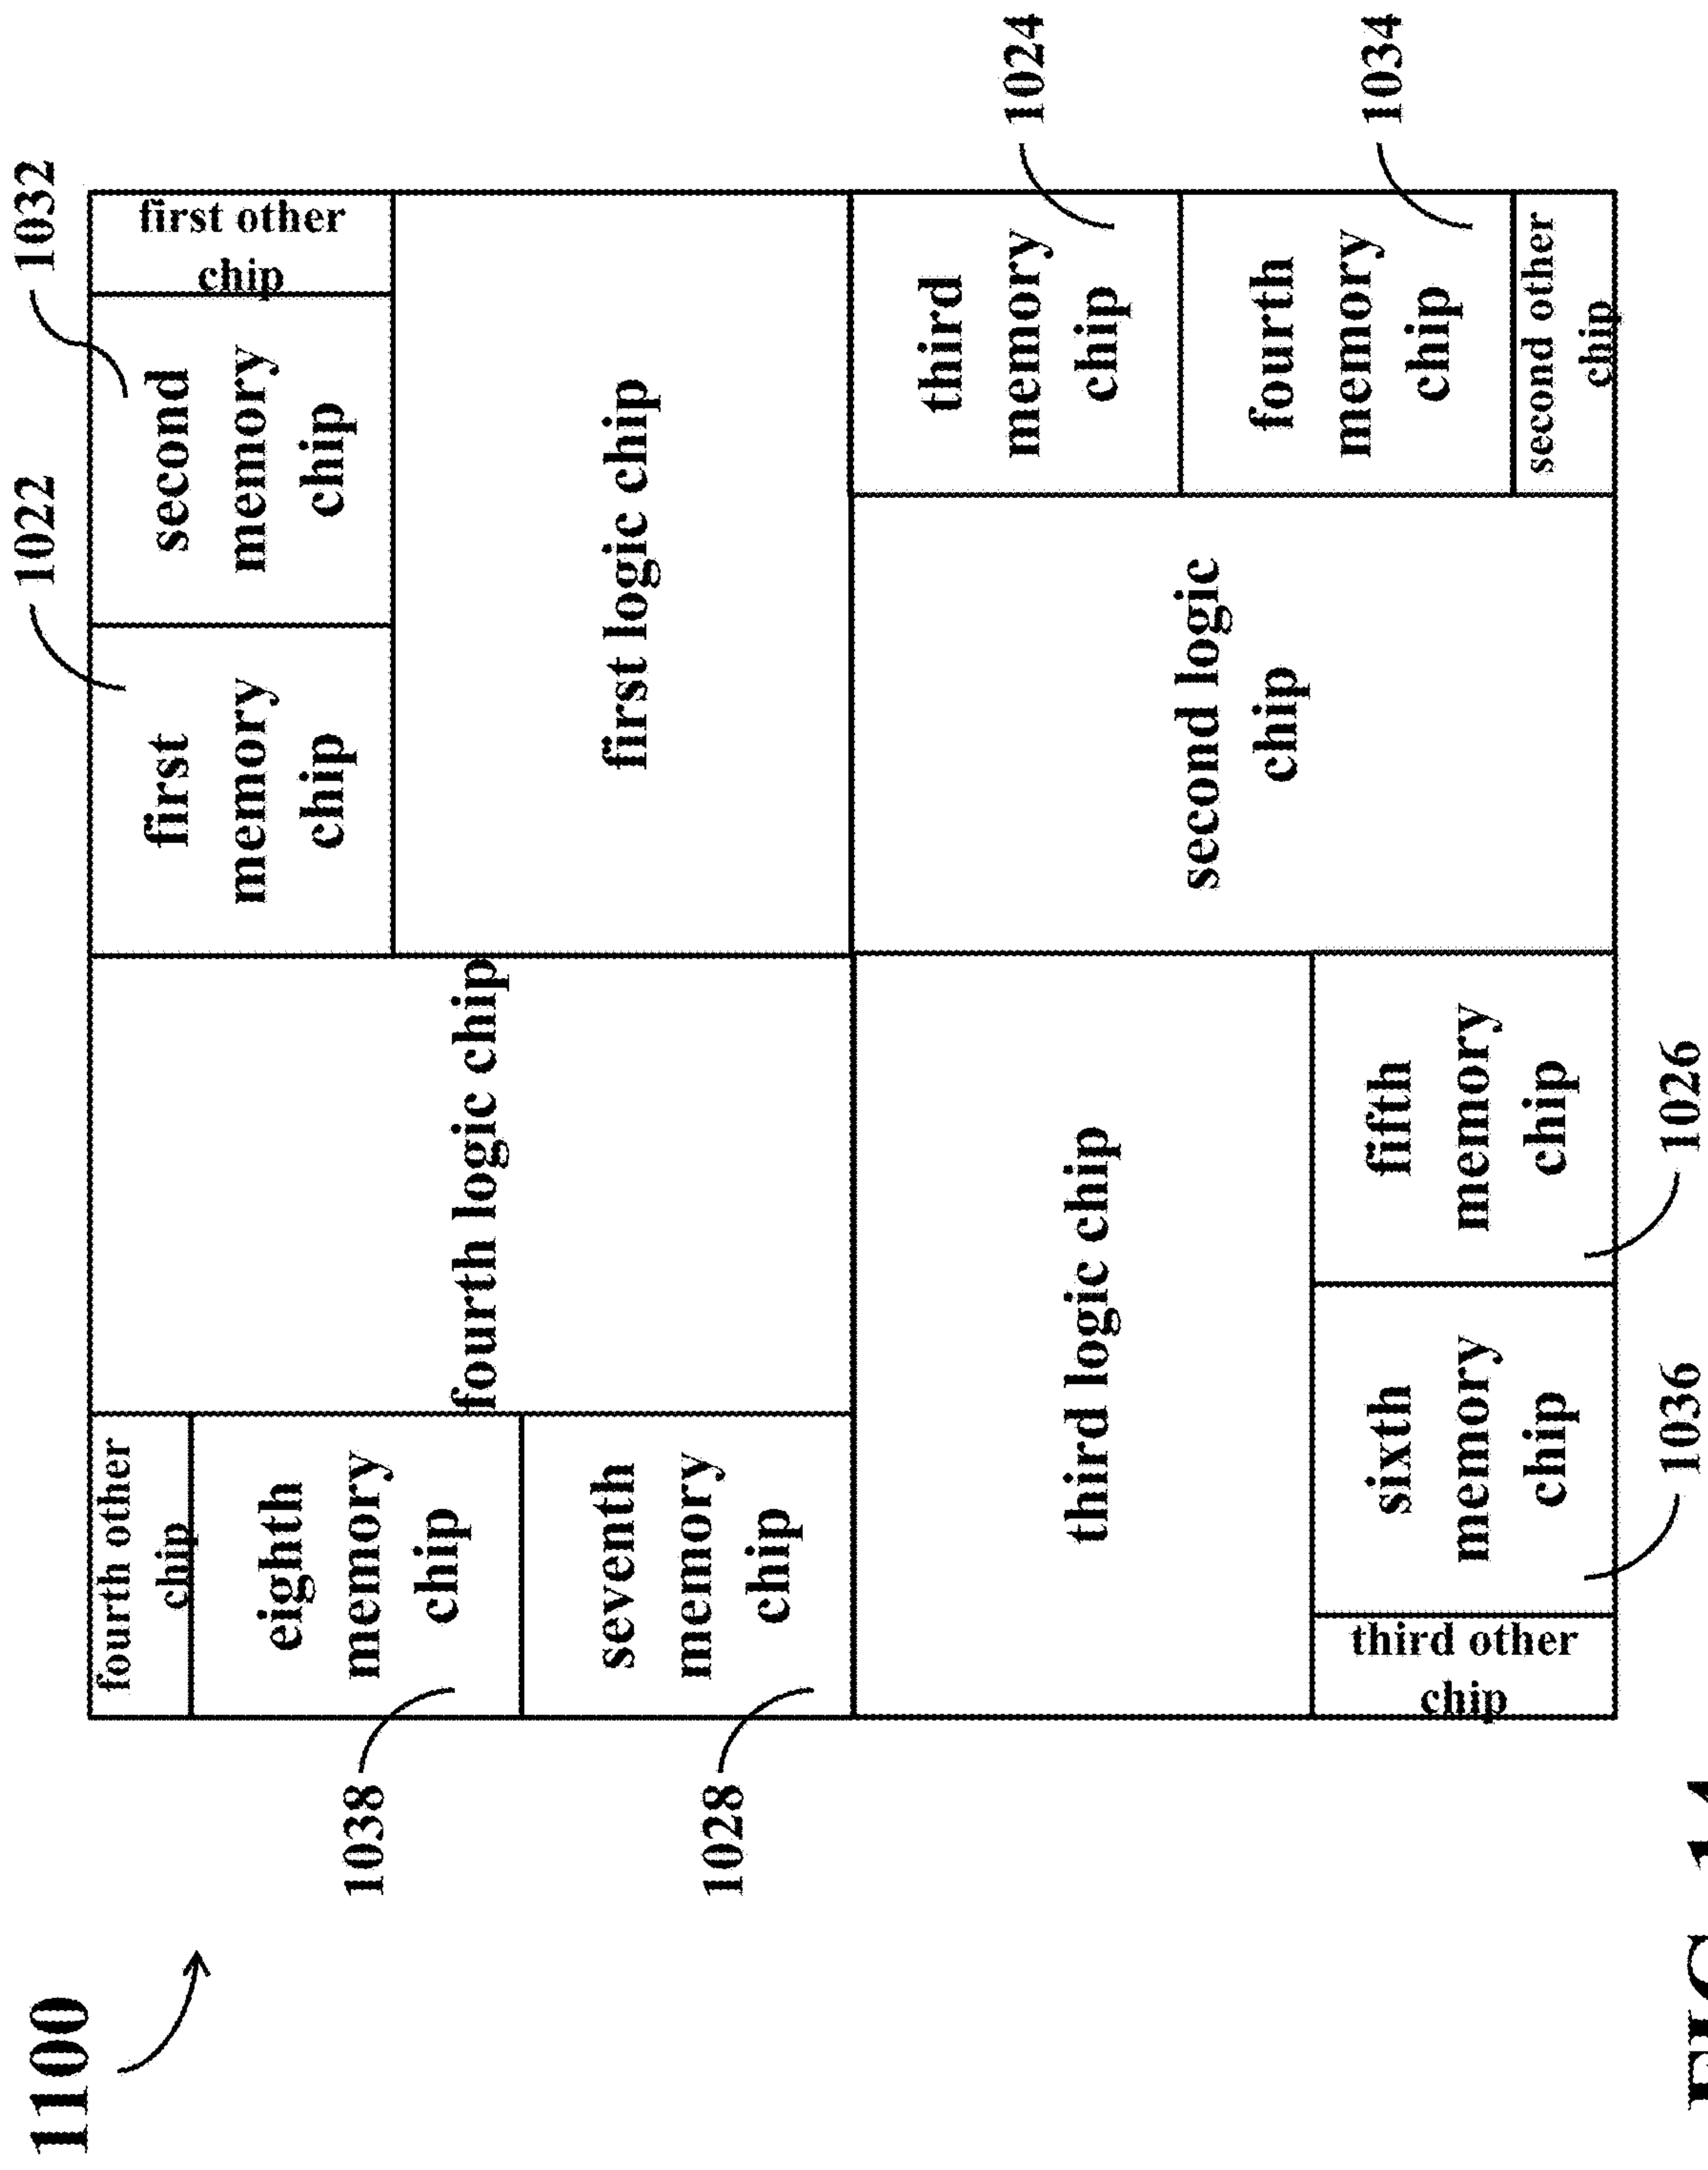 1100
1022
1032
fourth other
chip
eighth
memory
chip
1038
seventh
memory
chip
1028
fourth logic chip
first
memory
chip
second
memory
chip
first other
chip
first logic chip
third logic chip
third
memory
chip
1024
fourth
memory
chip
1034
second other
chip
second logic
chip
third other
chip
sixth
memory
chip
fifth
memory
chip
1036
1026